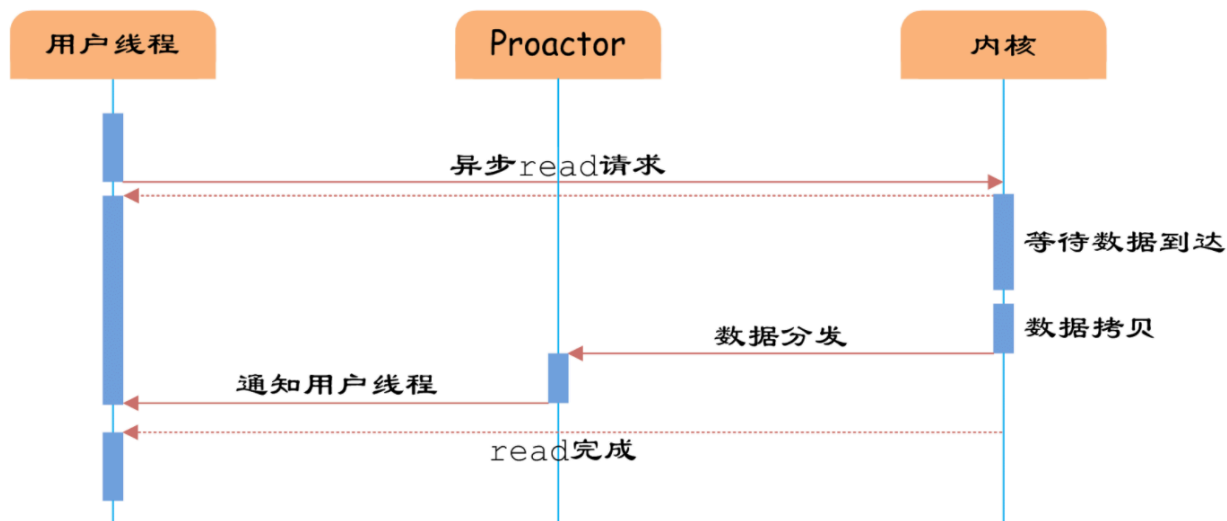 用户线程
Proactor
内核
异步read请求
等待数据到达
数据拷贝
数据分发
通知用户线程
read完成